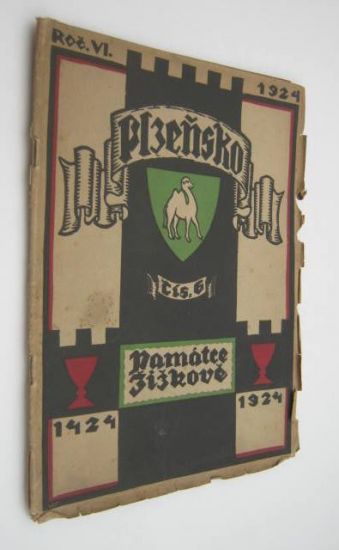 Roč. VI.
1924
Plzeňsko
Čís. 6
Památce
Žižkově
1424
1924